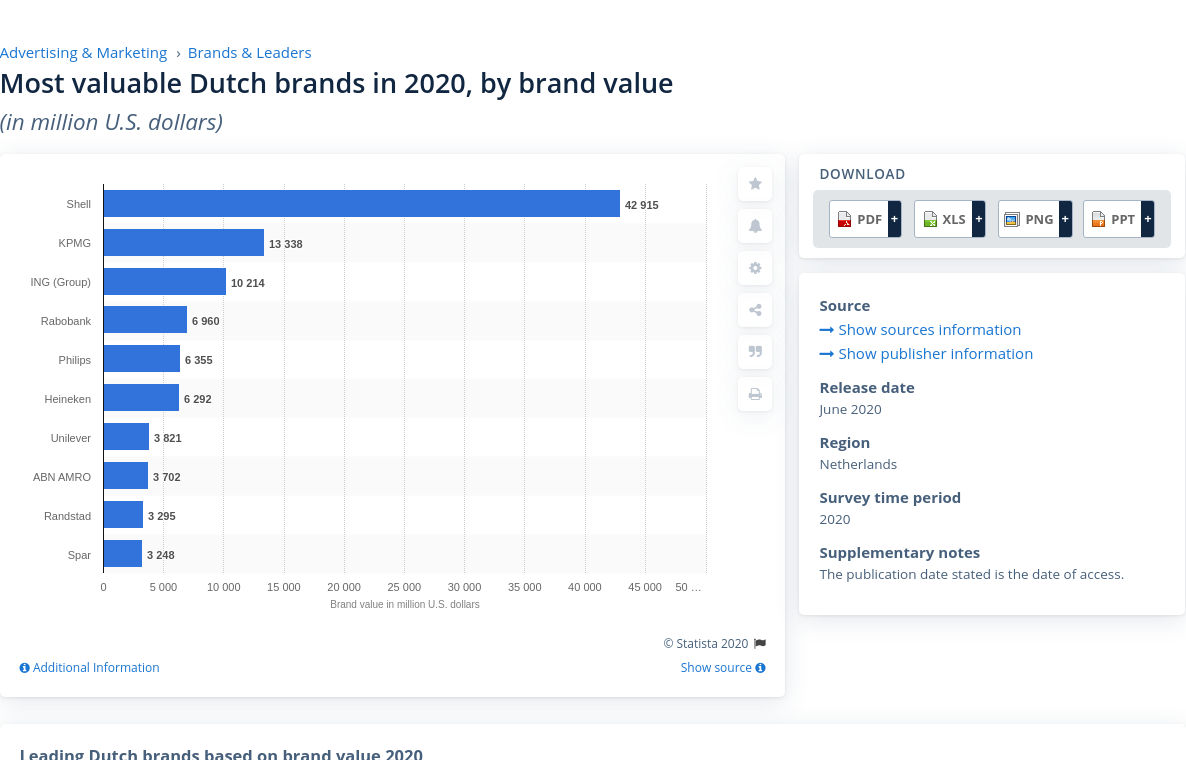 Advertising & Marketing › Brands & Leaders
Most valuable Dutch brands in 2020, by brand value
(in million U.S. dollars)
Shell 42 915
KPMG 13 338
ING (Group) 10 214
Rabobank 6 960
Philips 6 355
Heineken 6 292
Unilever 3 821
ABN AMRO 3 702
Randstad 3 295
Spar 3 248
0 5 000 10 000 15 000 20 000 25 000 30 000 35 000 40 000 45 000 50 …
Brand value in million U.S. dollars
© Statista 2020
Additional Information
Show source
DOWNLOAD
PDF + XLS + PNG + PPT +
Source
Show sources information
Show publisher information
Release date
June 2020
Region
Netherlands
Survey time period
2020
Supplementary notes
The publication date stated is the date of access.
Leading Dutch brands based on brand value 2020